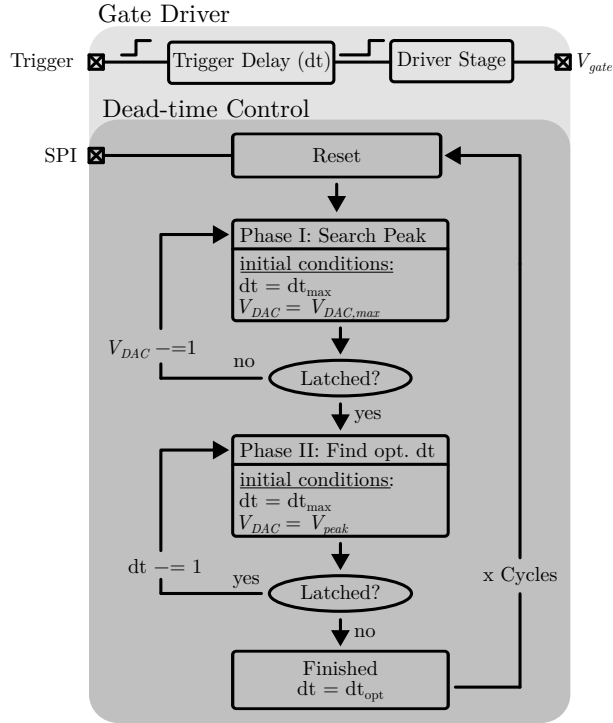 Gate Driver
Trigger
Trigger Delay (dt)
Driver Stage
V_gate
Dead-time Control
SPI
Reset
Phase I: Search Peak
initial conditions:
dt = dt_max
V_DAC = V_DAC,max
V_DAC −=1
no
Latched?
yes
Phase II: Find opt. dt
initial conditions:
dt = dt_max
V_DAC = V_peak
dt −= 1
yes
Latched?
x Cycles
no
Finished
dt = dt_opt